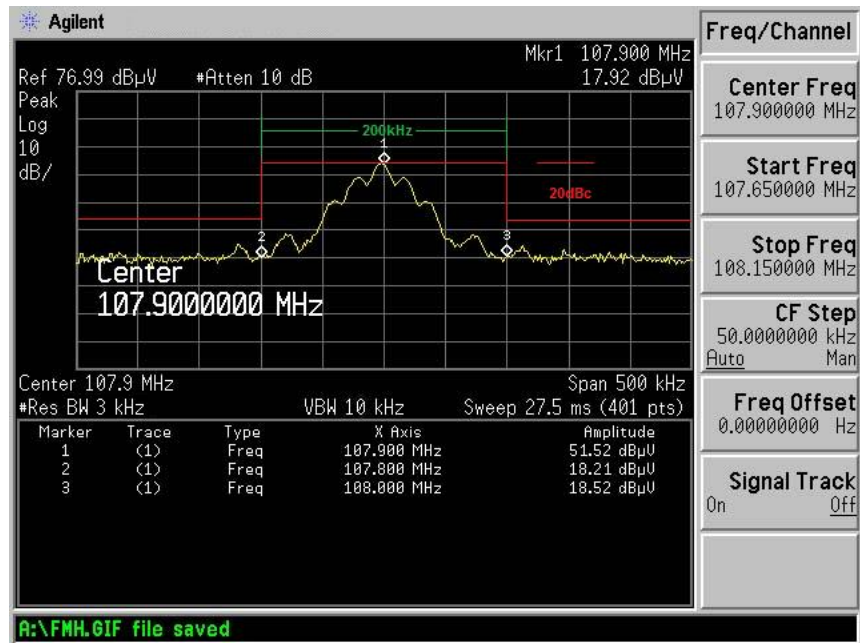 Agilent
Freq/Channel
Mkr1 107.900 MHz
Ref 76.99 dBµV #Atten 10 dB 17.92 dBµV
Peak
Log
10
dB/
200kHz
1
20dBc
2
3
Center
107.9000000 MHz
Center 107.9 MHz Span 500 kHz
#Res BW 3 kHz VBW 10 kHz Sweep 27.5 ms (401 pts)
Marker Trace Type X Axis Amplitude
1 (1) Freq 107.900 MHz 51.52 dBµV
2 (1) Freq 107.800 MHz 18.21 dBµV
3 (1) Freq 108.000 MHz 18.52 dBµV
Center Freq
107.900000 MHz
Start Freq
107.650000 MHz
Stop Freq
108.150000 MHz
CF Step
50.0000000 kHz
Auto Man
Freq Offset
0.00000000 Hz
Signal Track
On Off
A:\FMH.GIF file saved